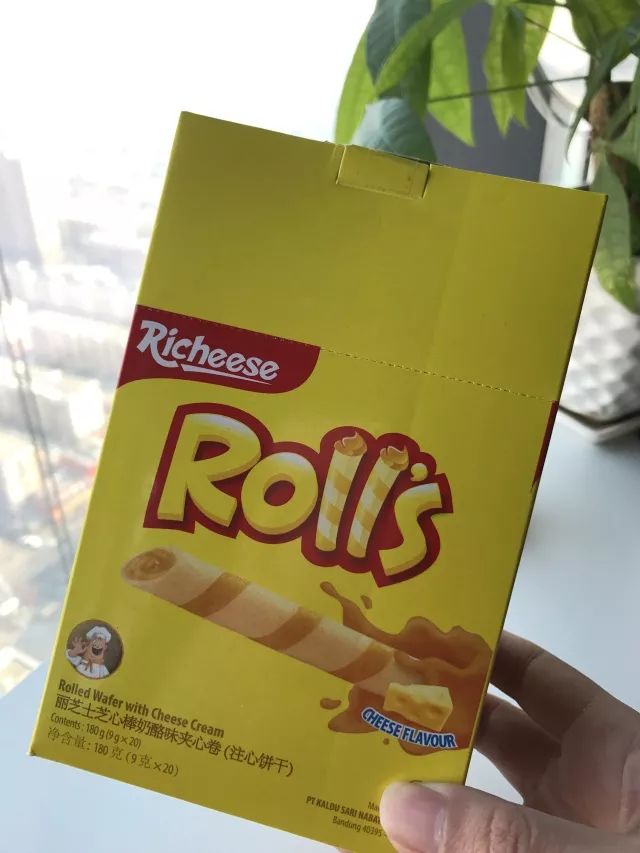 Richeese
Rolls
CHEESE FLAVOUR
Rolled Wafer with Cheese Cream
丽芝士芝心棒奶酪味夹心卷 (注心饼干)
Contents : 180 g (9 g × 20)
净含量: 180 克 (9 克 × 20)
PT KALDU SARI
Bandung 40395 -